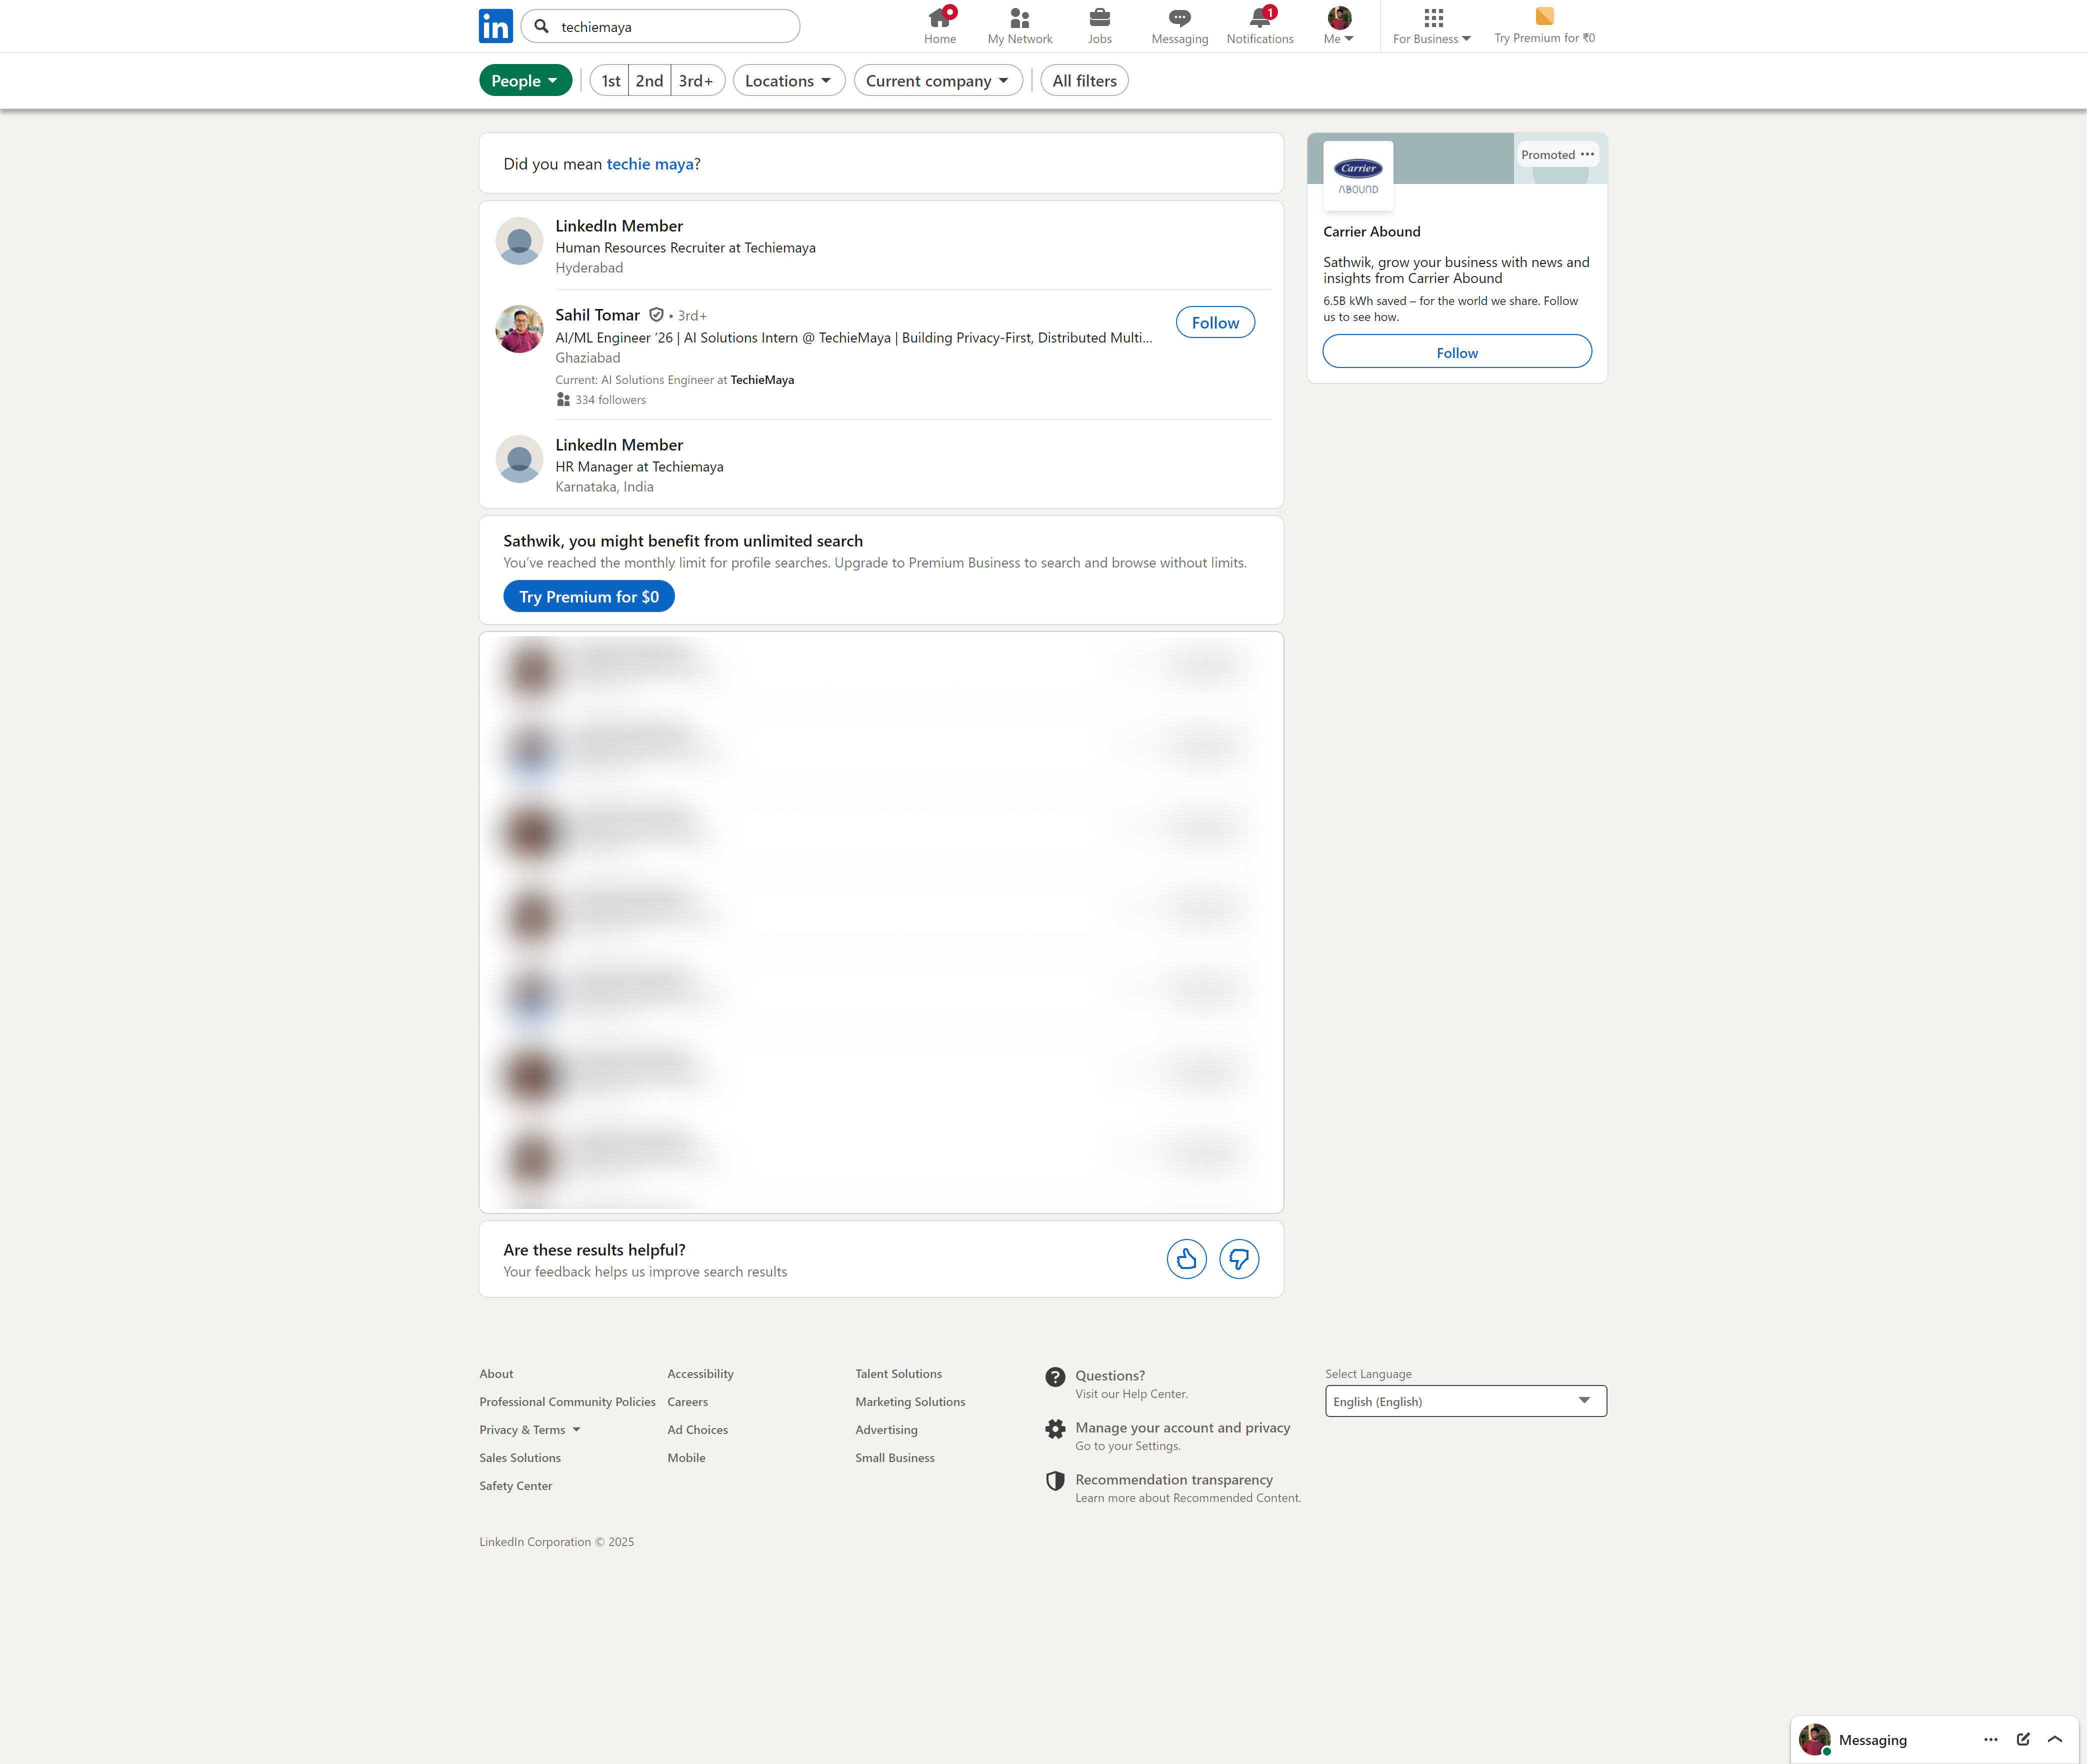 in
techiemaya
Home
My Network
Jobs
Messaging
1
Notifications
Me
For Business
Try Premium for ₹0
People
1st
2nd
3rd+
Locations
Current company
All filters
Did you mean techie maya?
LinkedIn Member
Human Resources Recruiter at Techiemaya
Hyderabad
Sahil Tomar • 3rd+
AI/ML Engineer ’26 | AI Solutions Intern @ TechieMaya | Building Privacy-First, Distributed Multi...
Ghaziabad
Current: AI Solutions Engineer at TechieMaya
334 followers
Follow
LinkedIn Member
HR Manager at Techiemaya
Karnataka, India
Sathwik, you might benefit from unlimited search
You’ve reached the monthly limit for profile searches. Upgrade to Premium Business to search and browse without limits.
Try Premium for $0
Are these results helpful?
Your feedback helps us improve search results
Promoted
Carrier
ABOUND
Carrier Abound
Sathwik, grow your business with news and
insights from Carrier Abound
6.5B kWh saved – for the world we share. Follow
us to see how.
Follow
About
Accessibility
Talent Solutions
Professional Community Policies
Careers
Marketing Solutions
Privacy & Terms
Ad Choices
Advertising
Sales Solutions
Mobile
Small Business
Safety Center
Questions?
Visit our Help Center.
Manage your account and privacy
Go to your Settings.
Recommendation transparency
Learn more about Recommended Content.
Select Language
English (English)
LinkedIn Corporation © 2025
Messaging